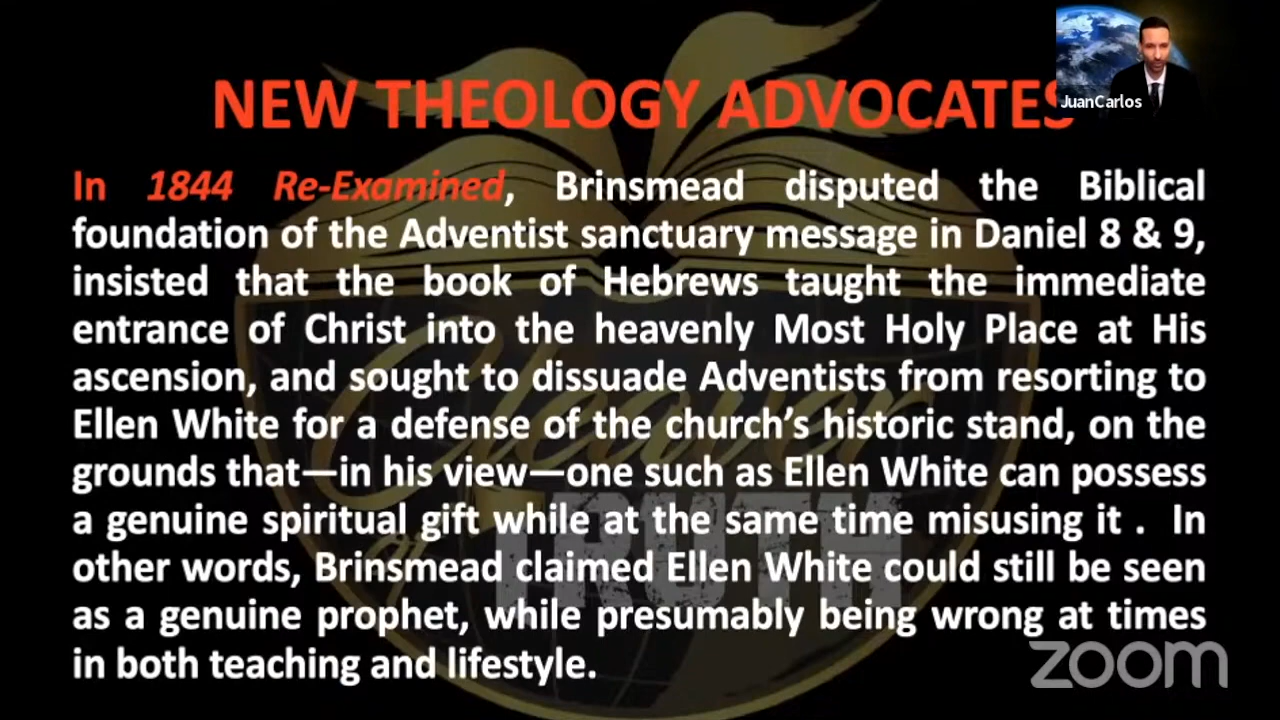 NEW THEOLOGY ADVOCATES
JuanCarlos
In 1844 Re-Examined, Brinsmead disputed the Biblical
foundation of the Adventist sanctuary message in Daniel 8 & 9,
insisted that the book of Hebrews taught the immediate
entrance of Christ into the heavenly Most Holy Place at His
ascension, and sought to dissuade Adventists from resorting to
Ellen White for a defense of the church’s historic stand, on the
grounds that—in his view—one such as Ellen White can possess
a genuine spiritual gift while at the same time misusing it . In
other words, Brinsmead claimed Ellen White could still be seen
as a genuine prophet, while presumably being wrong at times
in both teaching and lifestyle.
zoom
Cleaver
TRUTH